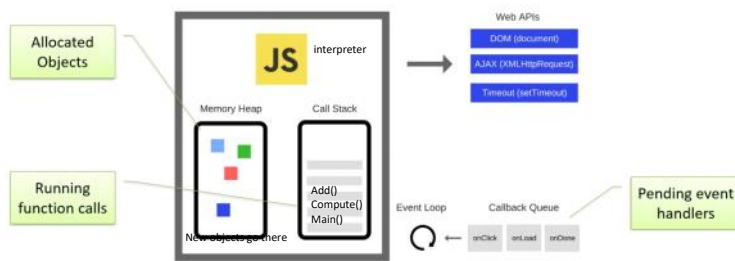 Allocated
Objects
JS
interpreter
Memory Heap
Call Stack
Add()
Compute()
Main()
New objects go there
Running
function calls
Web APIs
DOM (document)
AJAX (XMLHttpRequest)
Timeout (setTimeout)
Event Loop
Callback Queue
onClick
onLoad
onDone
Pending event
handlers